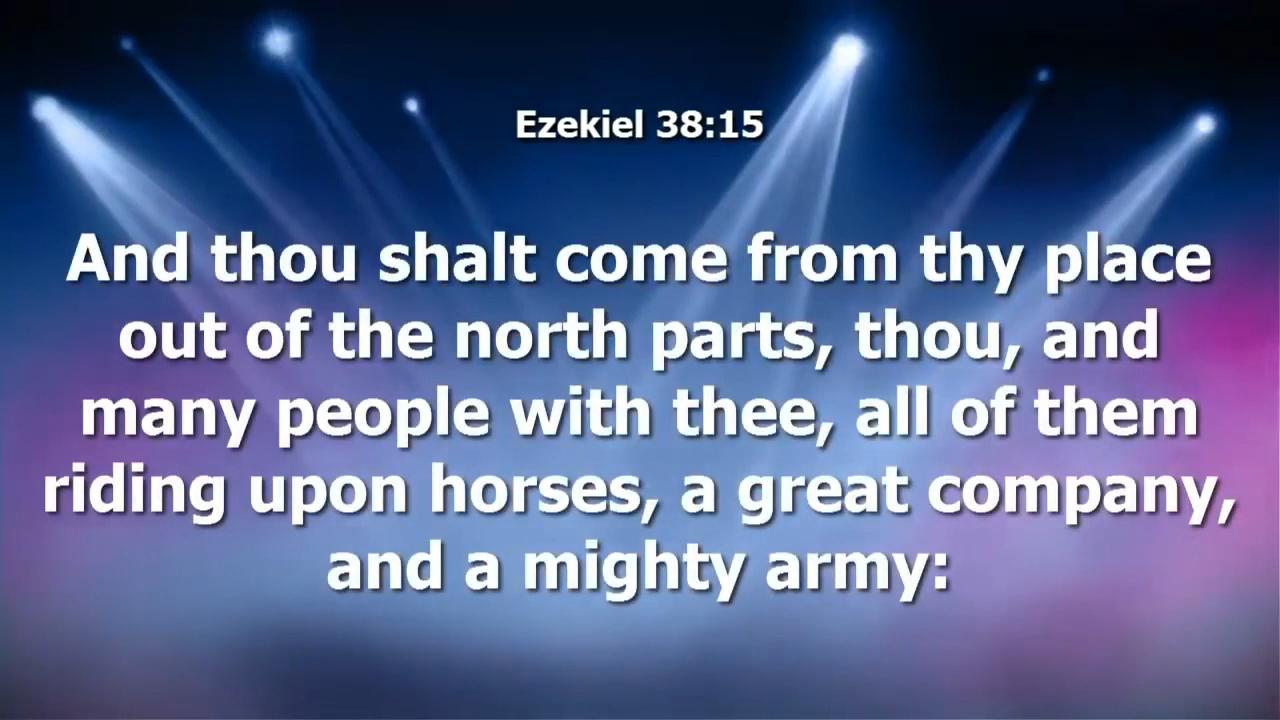 Ezekiel 38:15
And thou shalt come from thy place
out of the north parts, thou, and
many people with thee, all of them
riding upon horses, a great company,
and a mighty army: